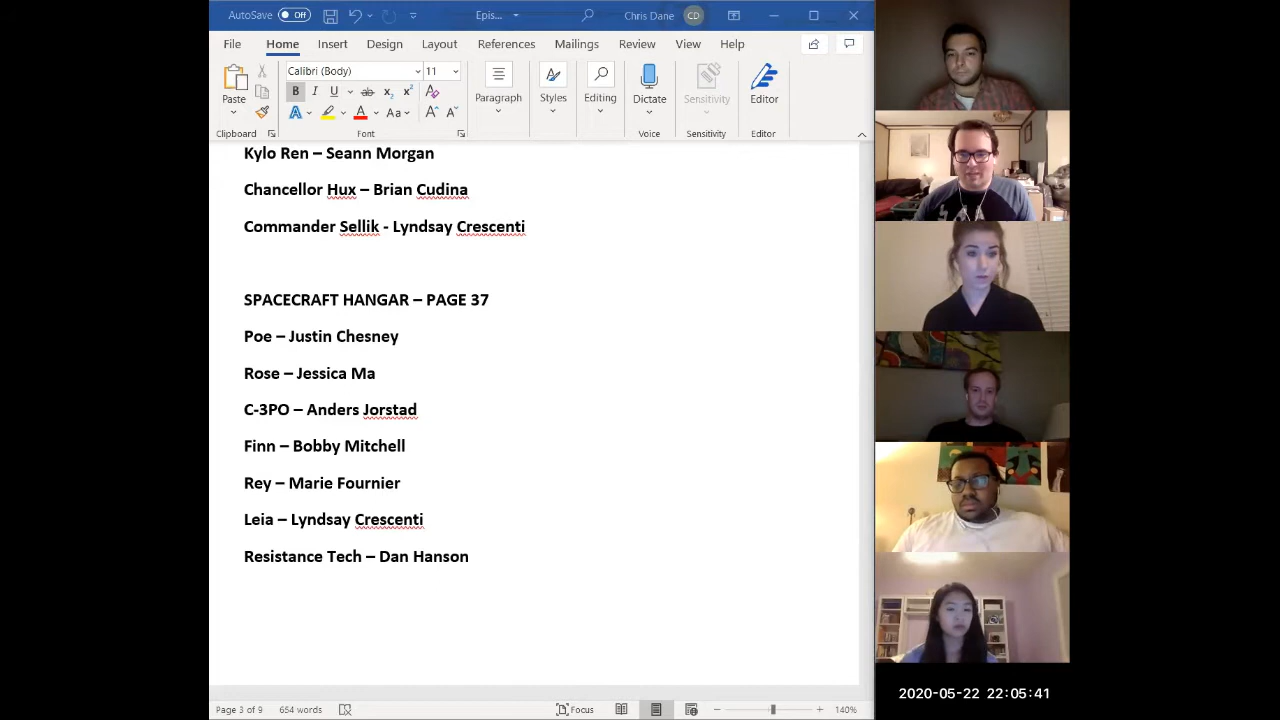 AutoSave Off Epis... Chris Dane CD
File Home Insert Design Layout References Mailings Review View Help
Calibri (Body) 11
B I U ab x₂ x²
A A Aa A A
Paste Paragraph Styles Editing Dictate Sensitivity Editor
Clipboard Font Voice Sensitivity Editor
Kylo Ren – Seann Morgan
Chancellor Hux – Brian Cudina
Commander Sellik - Lyndsay Crescenti
SPACECRAFT HANGAR – PAGE 37
Poe – Justin Chesney
Rose – Jessica Ma
C-3PO – Anders Jorstad
Finn – Bobby Mitchell
Rey – Marie Fournier
Leia – Lyndsay Crescenti
Resistance Tech – Dan Hanson
Page 3 of 9 654 words Focus 140%
2020-05-22 22:05:41